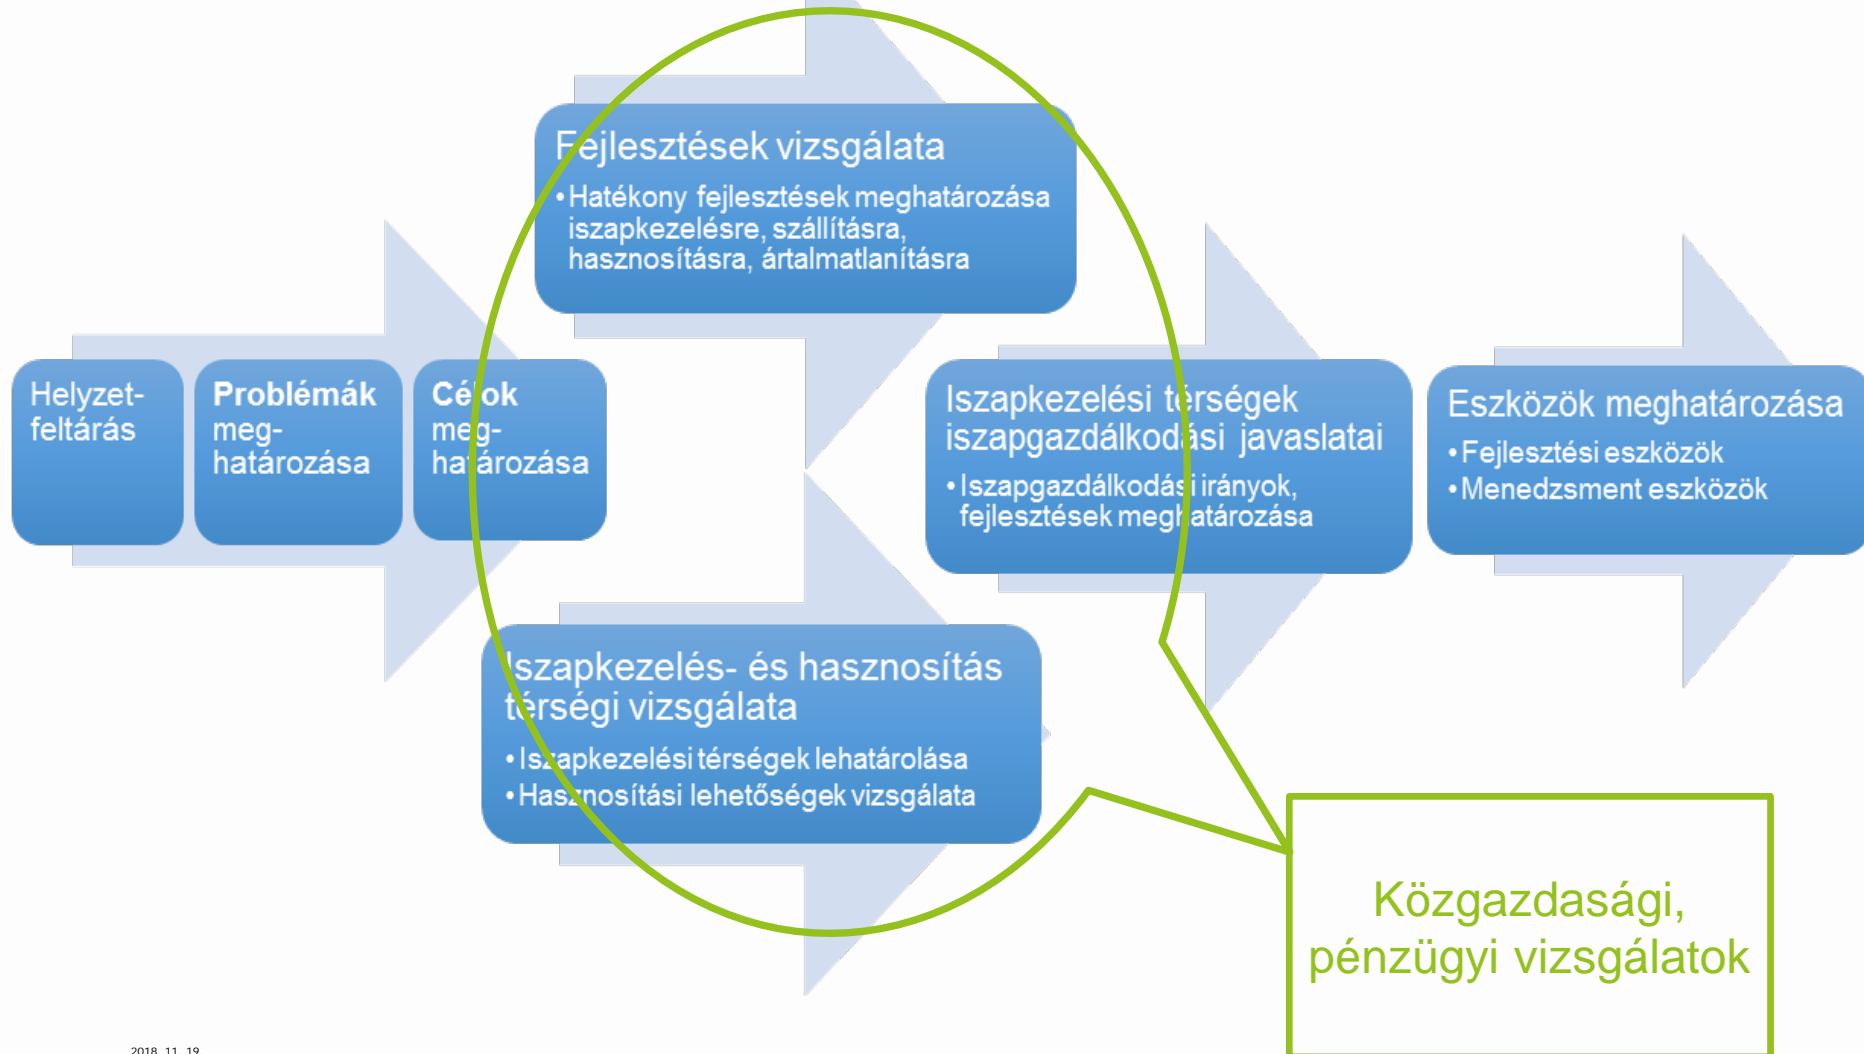 Helyzet-
feltárás
Problémák
meg-
határozása
Célok
meg-
határozása
Fejlesztések vizsgálata
•Hatékony fejlesztések meghatározása
iszapkezelésre, szállításra,
hasznosításra, ártalmatlanításra
Iszapkezelés- és hasznosítás
térségi vizsgálata
•Iszapkezelési térségek lehatárolása
•Hasznosítási lehetőségek vizsgálata
Iszapkezelési térségek
iszapgazdálkodási javaslatai
•Iszapgazdálkodási irányok,
fejlesztések meghatározása
Eszközök meghatározása
•Fejlesztési eszközök
•Menedzsment eszközök
Közgazdasági,
pénzügyi vizsgálatok
2018. 11. 19.